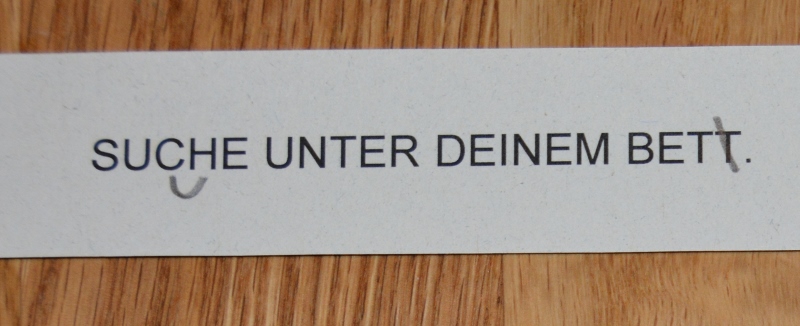 SUCHE UNTER DEINEM BETT.